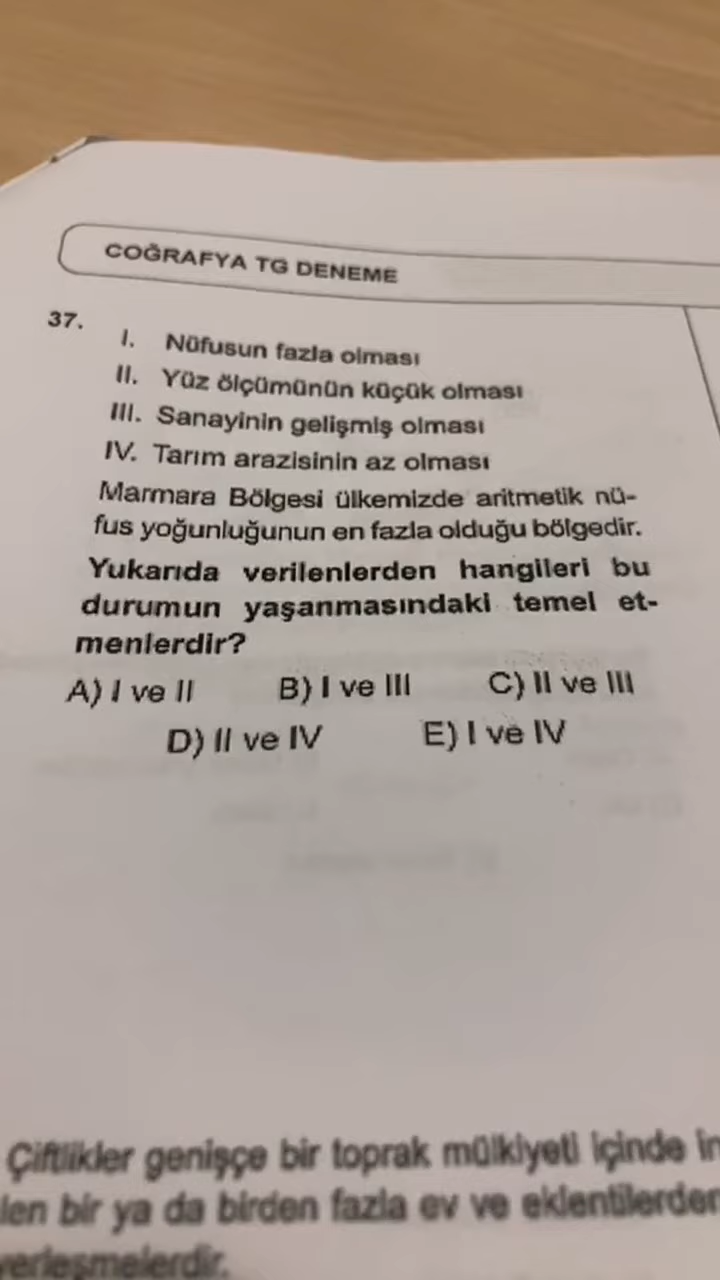 COĞRAFYA TG DENEME
37.
I. Nüfusun fazla olması
II. Yüz ölçümünün küçük olması
III. Sanayinin gelişmiş olması
IV. Tarım arazisinin az olması
Marmara Bölgesi ülkemizde aritmetik nü-
fus yoğunluğunun en fazla olduğu bölgedir.
Yukarıda verilenlerden hangileri bu
durumun yaşanmasındaki temel et-
menlerdir?
A) I ve II B) I ve III C) II ve III
D) II ve IV E) I ve IV
Çiftlikler genişçe bir toprak mülkiyeti içinde in
len bir ya da birden fazla ev ve eklentilerden
yerleşmelerdir.